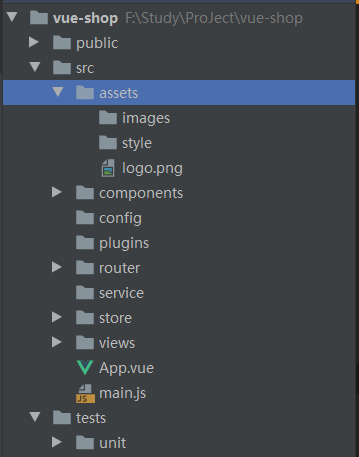 vue-shop F:\Study\ProJect\vue-shop
public
src
assets
images
style
logo.png
components
config
plugins
router
service
store
views
App.vue
JS main.js
tests
unit